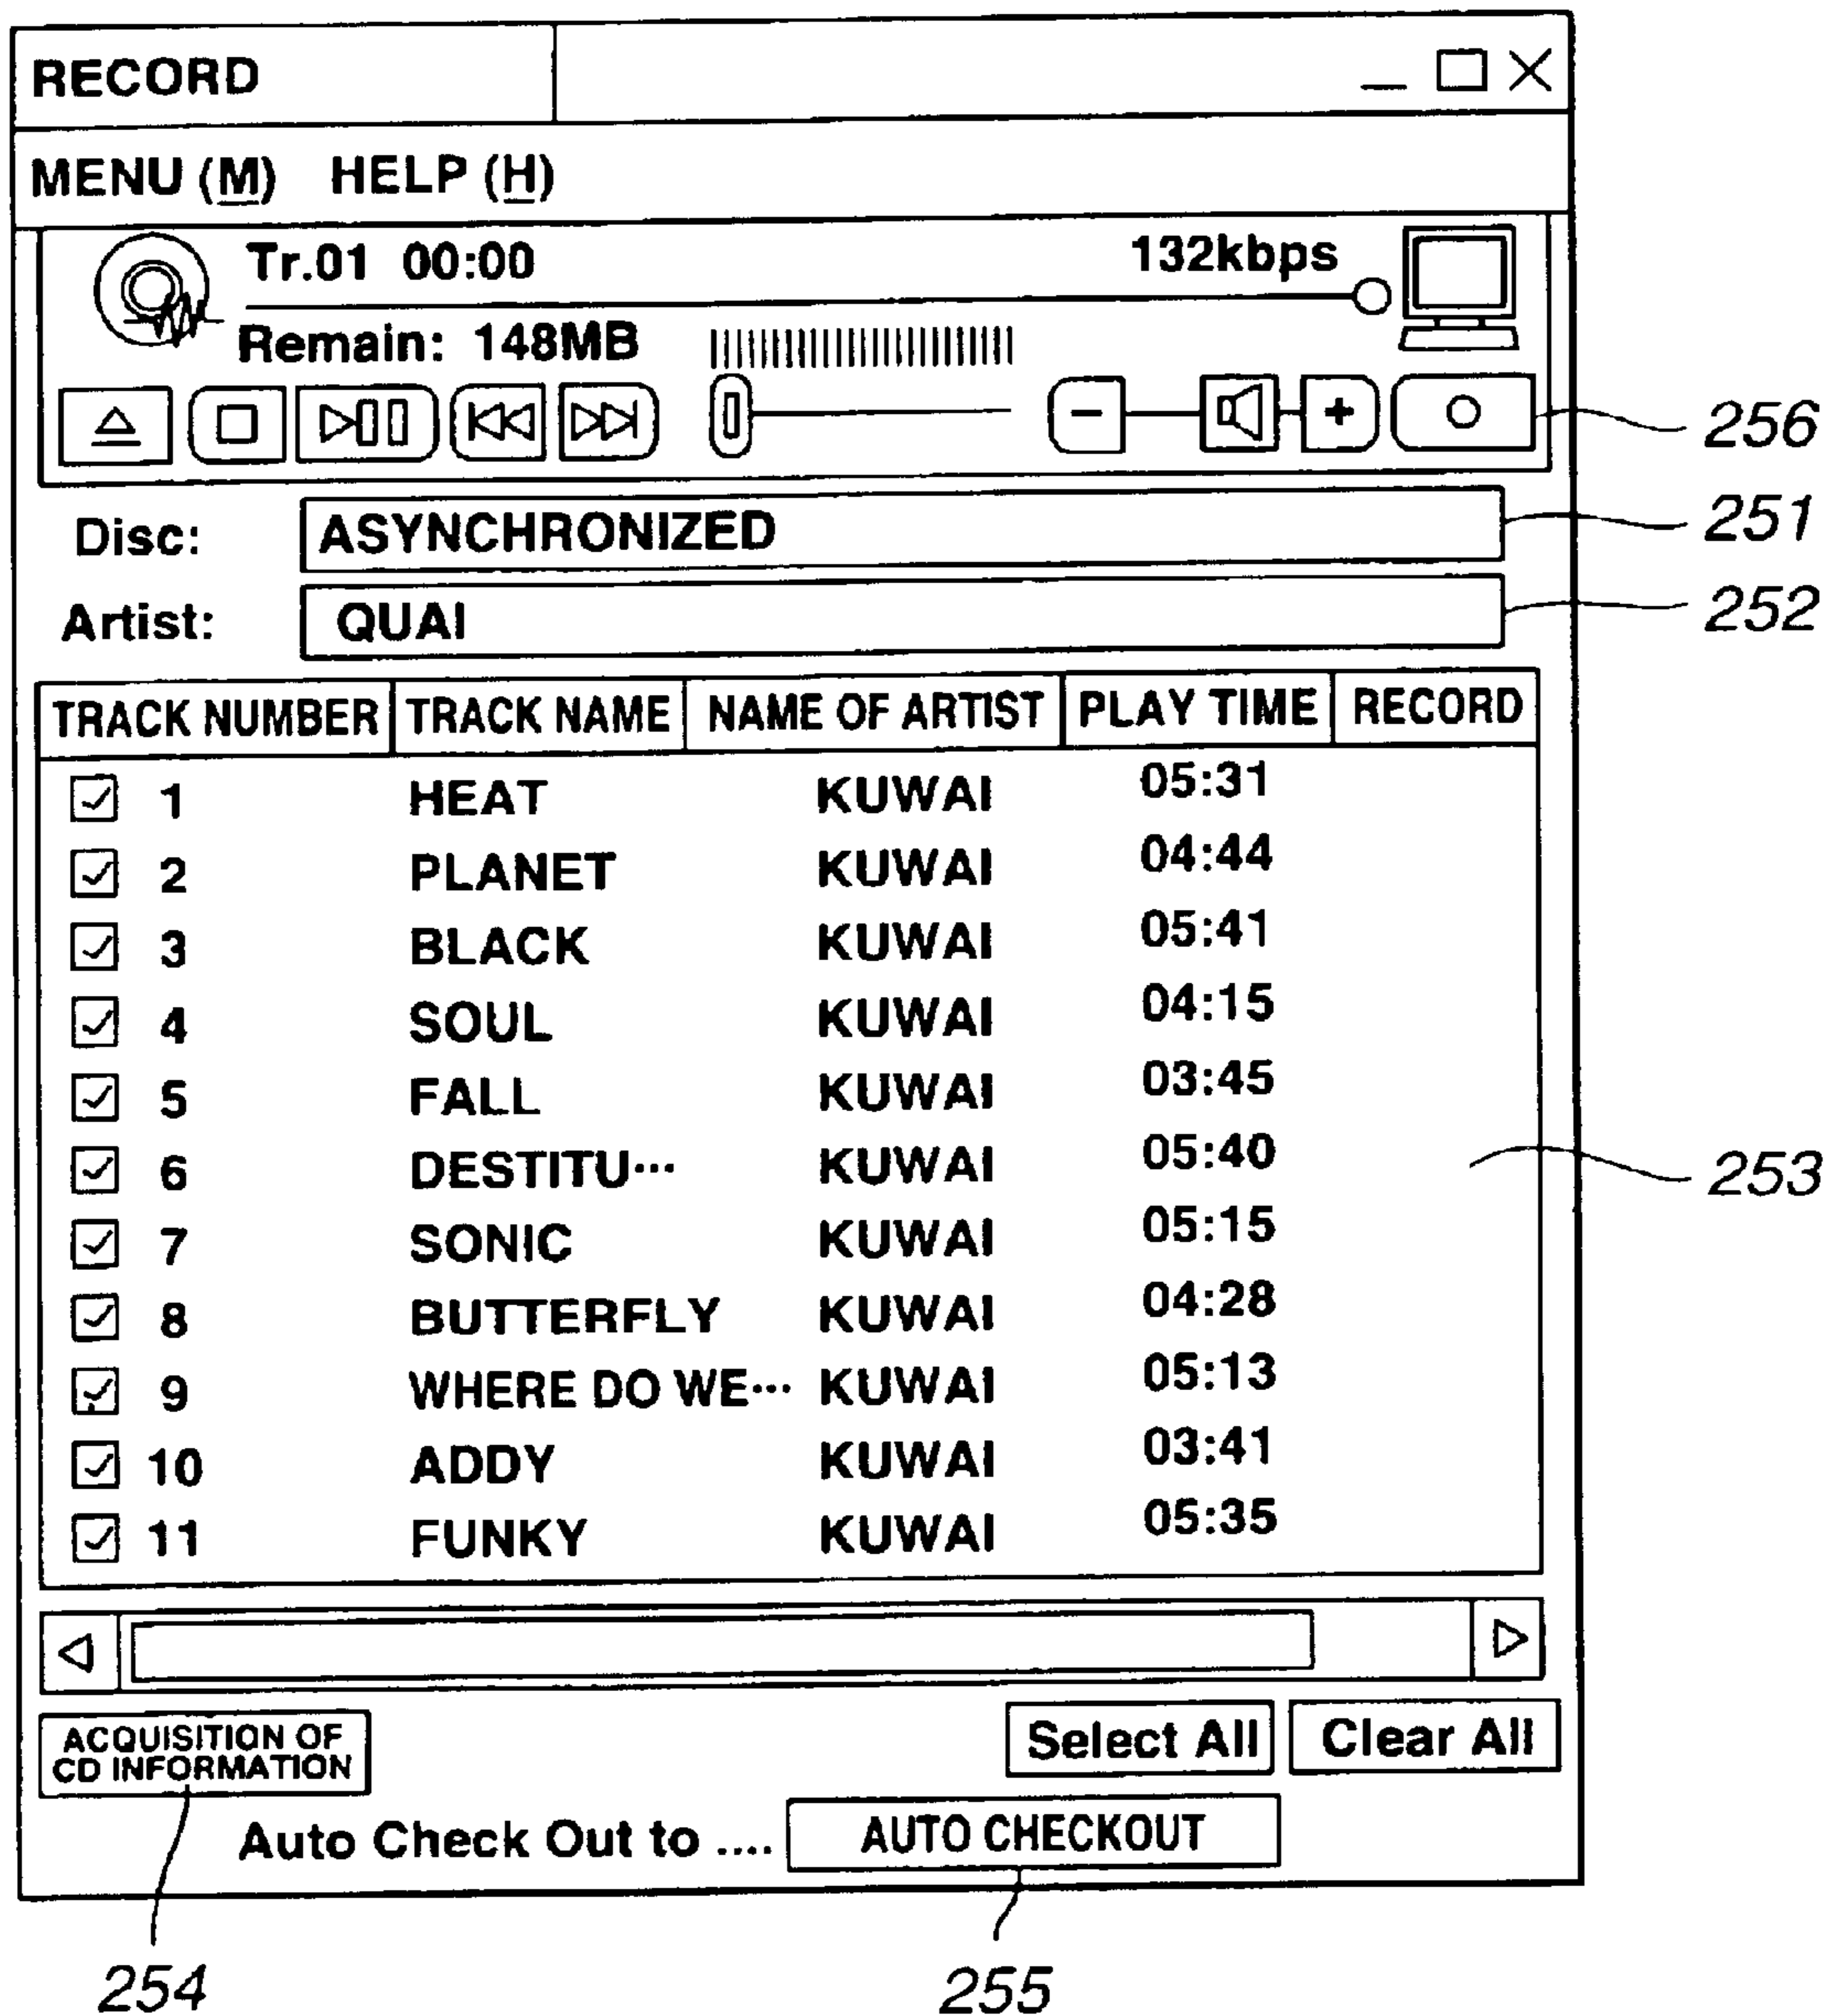 RECORD
MENU (M) HELP (H)
Tr.01 00:00 132kbps
Remain: 148MB
- +
256
Disc: ASYNCHRONIZED
251
Artist: QUAI
252
TRACK NUMBER TRACK NAME NAME OF ARTIST PLAY TIME RECORD
1 HEAT KUWAI 05:31
2 PLANET KUWAI 04:44
3 BLACK KUWAI 05:41
4 SOUL KUWAI 04:15
5 FALL KUWAI 03:45
6 DESTITU··· KUWAI 05:40
253
7 SONIC KUWAI 05:15
8 BUTTERFLY KUWAI 04:28
9 WHERE DO WE··· KUWAI 05:13
10 ADDY KUWAI 03:41
11 FUNKY KUWAI 05:35
ACQUISITION OF
CD INFORMATION
Select All Clear All
Auto Check Out to .... AUTO CHECKOUT
254 255